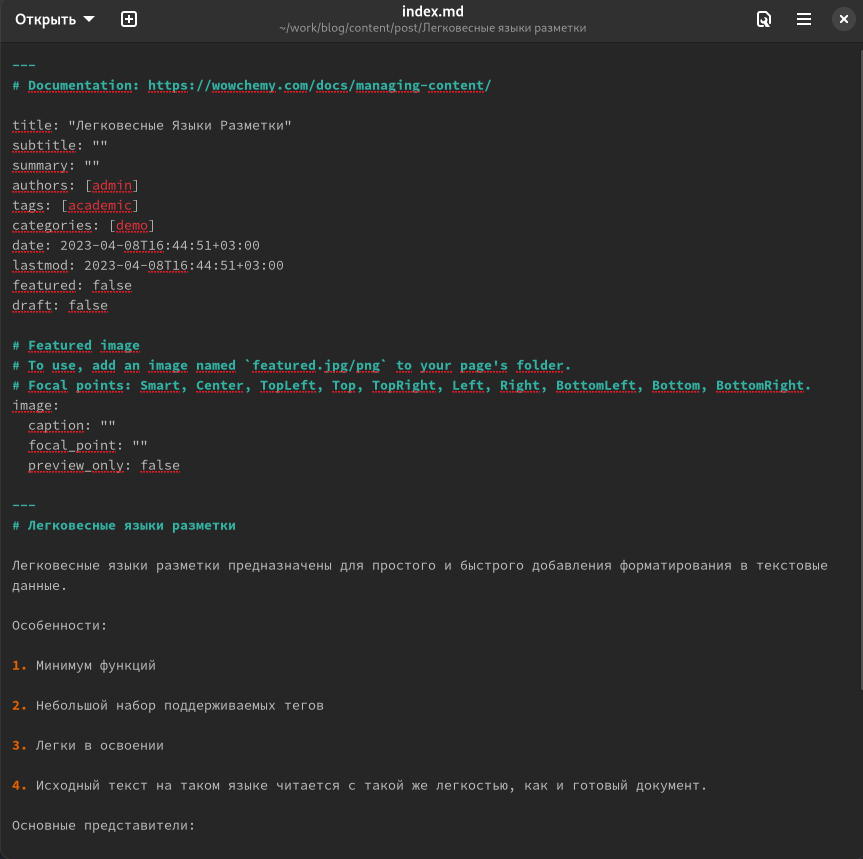 Открыть
index.md
~/work/blog/content/post/Легковесные языки разметки
---
# Documentation: https://wowchemy.com/docs/managing-content/
title: "Легковесные Языки Разметки"
subtitle: ""
summary: ""
authors: [admin]
tags: [academic]
categories: [demo]
date: 2023-04-08T16:44:51+03:00
lastmod: 2023-04-08T16:44:51+03:00
featured: false
draft: false
# Featured image
# To use, add an image named `featured.jpg/png` to your page's folder.
# Focal points: Smart, Center, TopLeft, Top, TopRight, Left, Right, BottomLeft, Bottom, BottomRight.
image:
  caption: ""
  focal_point: ""
  preview_only: false
---
# Легковесные языки разметки
Легковесные языки разметки предназначены для простого и быстрого добавления форматирования в текстовые
данные.
Особенности:
1. Минимум функций
2. Небольшой набор поддерживаемых тегов
3. Легки в освоении
4. Исходный текст на таком языке читается с такой же легкостью, как и готовый документ.
Основные представители: